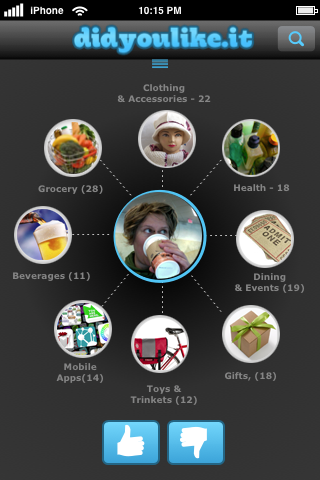 iPhone 10:15 PM
didyoulike.it
Clothing
& Accessories - 22
Grocery (28)
Health - 18
ADMIT
ONE
Beverages (11)
Dining
& Events (19)
Mobile
Apps(14)
Toys &
Trinkets (12)
Gifts, (18)